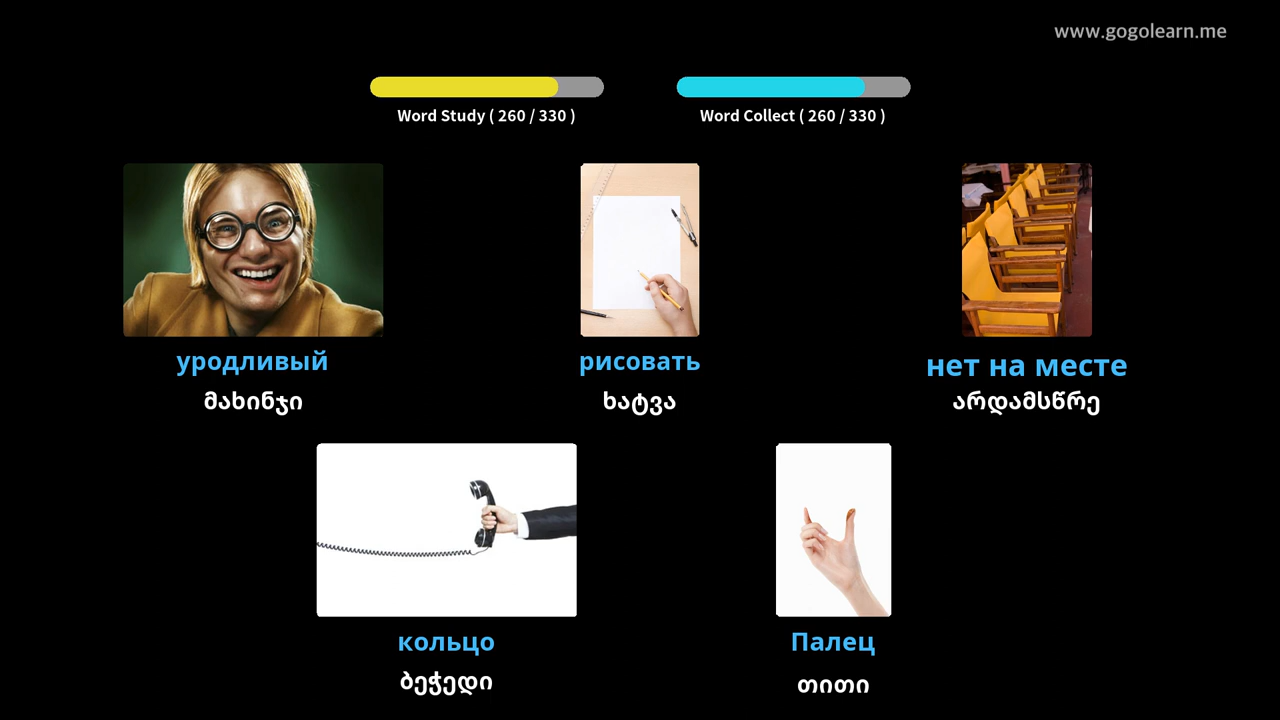 www.gogolearn.me
Word Study ( 260 / 330 )
Word Collect ( 260 / 330 )
уродливый
მახინჯი
рисовать
ხატვა
нет на месте
არდამსწრე
кольцо
ბეჭედი
Палец
თითი